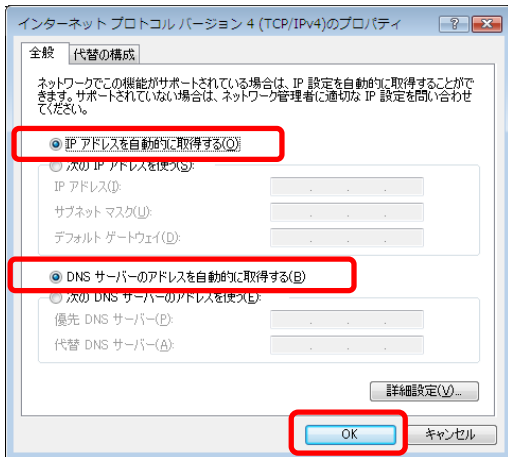 インターネット プロトコル バージョン 4 (TCP/IPv4)のプロパティ
全般
代替の構成
ネットワークでこの機能がサポートされている場合は、IP 設定を自動的に取得することがで
きます。サポートされていない場合は、ネットワーク管理者に適切な IP 設定を問い合わせ
てください。
IP アドレスを自動的に取得する(O)
次の IP アドレスを使う(S):
IP アドレス(I):
サブネット マスク(U):
デフォルト ゲートウェイ(D):
DNS サーバーのアドレスを自動的に取得する(B)
次の DNS サーバーのアドレスを使う(E):
優先 DNS サーバー(P):
代替 DNS サーバー(A):
詳細設定(V)...
OK
キャンセル